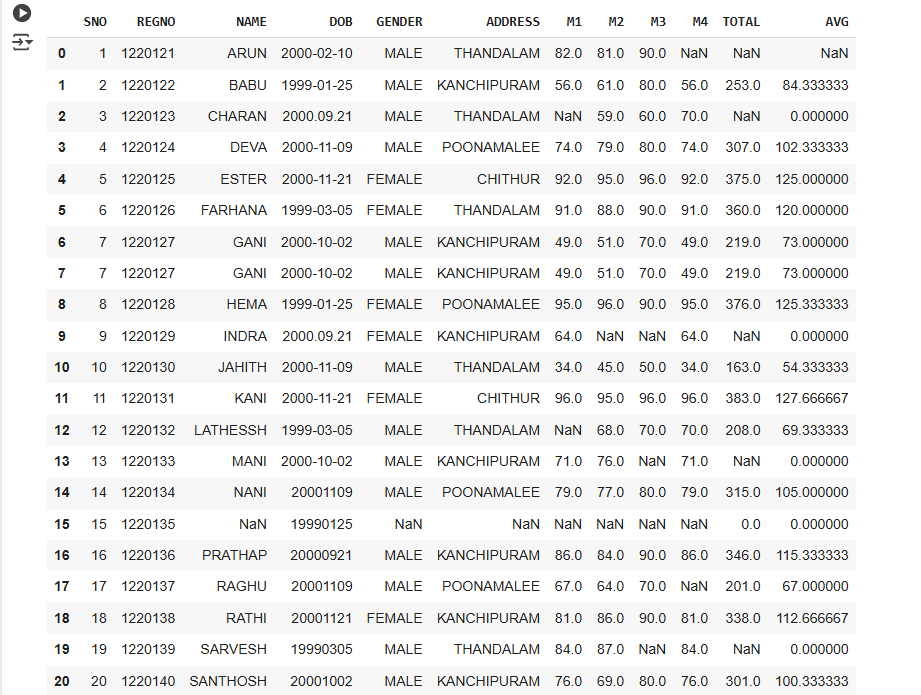 SNO REGNO NAME DOB GENDER ADDRESS M1 M2 M3 M4 TOTAL AVG
0 1 1220121 ARUN 2000-02-10 MALE THANDALAM 82.0 81.0 90.0 NaN NaN NaN
1 2 1220122 BABU 1999-01-25 MALE KANCHIPURAM 56.0 61.0 80.0 56.0 253.0 84.333333
2 3 1220123 CHARAN 2000.09.21 MALE THANDALAM NaN 59.0 60.0 70.0 NaN 0.000000
3 4 1220124 DEVA 2000-11-09 MALE POONAMALEE 74.0 79.0 80.0 74.0 307.0 102.333333
4 5 1220125 ESTER 2000-11-21 FEMALE CHITHUR 92.0 95.0 96.0 92.0 375.0 125.000000
5 6 1220126 FARHANA 1999-03-05 FEMALE THANDALAM 91.0 88.0 90.0 91.0 360.0 120.000000
6 7 1220127 GANI 2000-10-02 MALE KANCHIPURAM 49.0 51.0 70.0 49.0 219.0 73.000000
7 7 1220127 GANI 2000-10-02 MALE KANCHIPURAM 49.0 51.0 70.0 49.0 219.0 73.000000
8 8 1220128 HEMA 1999-01-25 FEMALE POONAMALEE 95.0 96.0 90.0 95.0 376.0 125.333333
9 9 1220129 INDRA 2000.09.21 FEMALE KANCHIPURAM 64.0 NaN NaN 64.0 NaN 0.000000
10 10 1220130 JAHITH 2000-11-09 MALE THANDALAM 34.0 45.0 50.0 34.0 163.0 54.333333
11 11 1220131 KANI 2000-11-21 FEMALE CHITHUR 96.0 95.0 96.0 96.0 383.0 127.666667
12 12 1220132 LATHESSH 1999-03-05 MALE THANDALAM NaN 68.0 70.0 70.0 208.0 69.333333
13 13 1220133 MANI 2000-10-02 MALE KANCHIPURAM 71.0 76.0 NaN 71.0 NaN 0.000000
14 14 1220134 NANI 20001109 MALE POONAMALEE 79.0 77.0 80.0 79.0 315.0 105.000000
15 15 1220135 NaN 19990125 NaN NaN NaN NaN NaN NaN 0.0 0.000000
16 16 1220136 PRATHAP 20000921 MALE KANCHIPURAM 86.0 84.0 90.0 86.0 346.0 115.333333
17 17 1220137 RAGHU 20001109 MALE POONAMALEE 67.0 64.0 70.0 NaN 201.0 67.000000
18 18 1220138 RATHI 20001121 FEMALE KANCHIPURAM 81.0 86.0 90.0 81.0 338.0 112.666667
19 19 1220139 SARVESH 19990305 MALE THANDALAM 84.0 87.0 NaN 84.0 NaN 0.000000
20 20 1220140 SANTHOSH 20001002 MALE KANCHIPURAM 76.0 69.0 80.0 76.0 301.0 100.333333